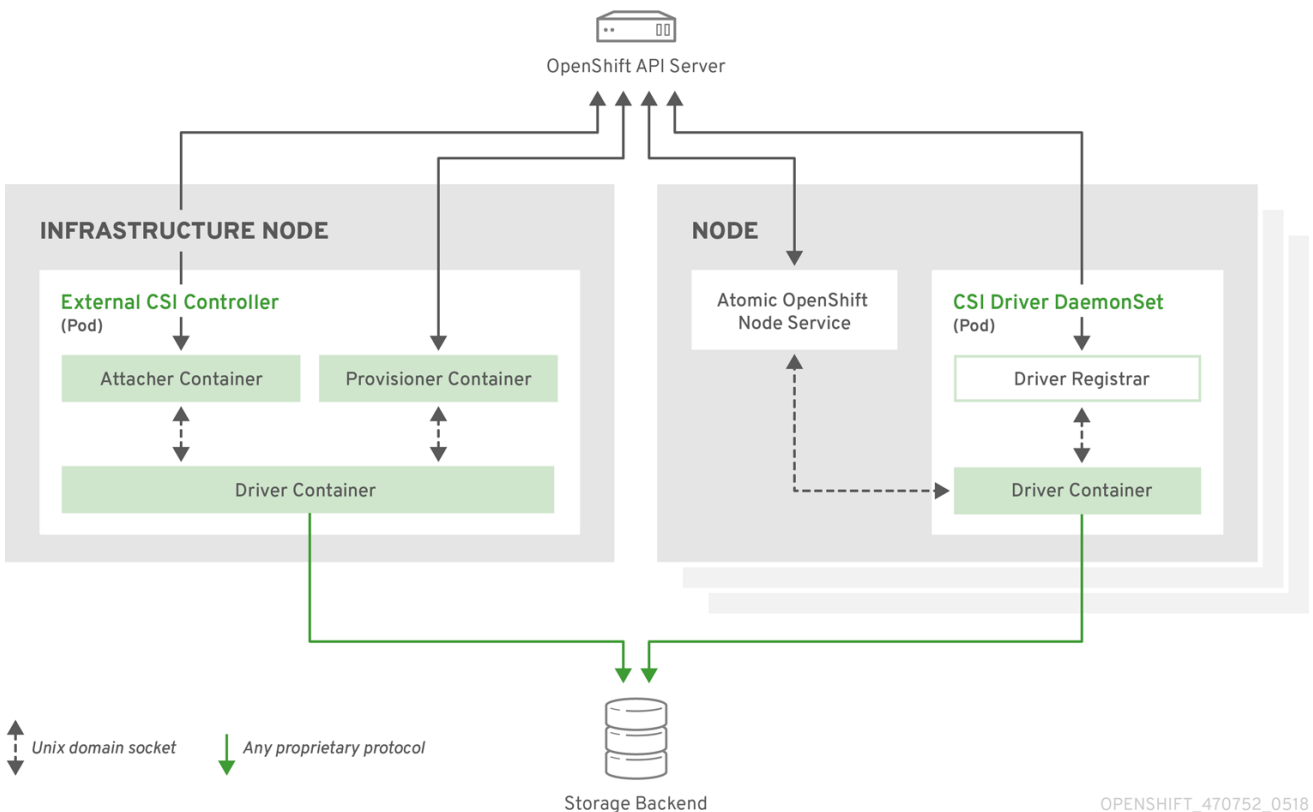 OpenShift API Server
INFRASTRUCTURE NODE
External CSI Controller
(Pod)
Attacher Container
Provisioner Container
Driver Container
NODE
Atomic OpenShift
Node Service
CSI Driver DaemonSet
(Pod)
Driver Registrar
Driver Container
Unix domain socket
Any proprietary protocol
Storage Backend
OPENSHIFT_470752_0518